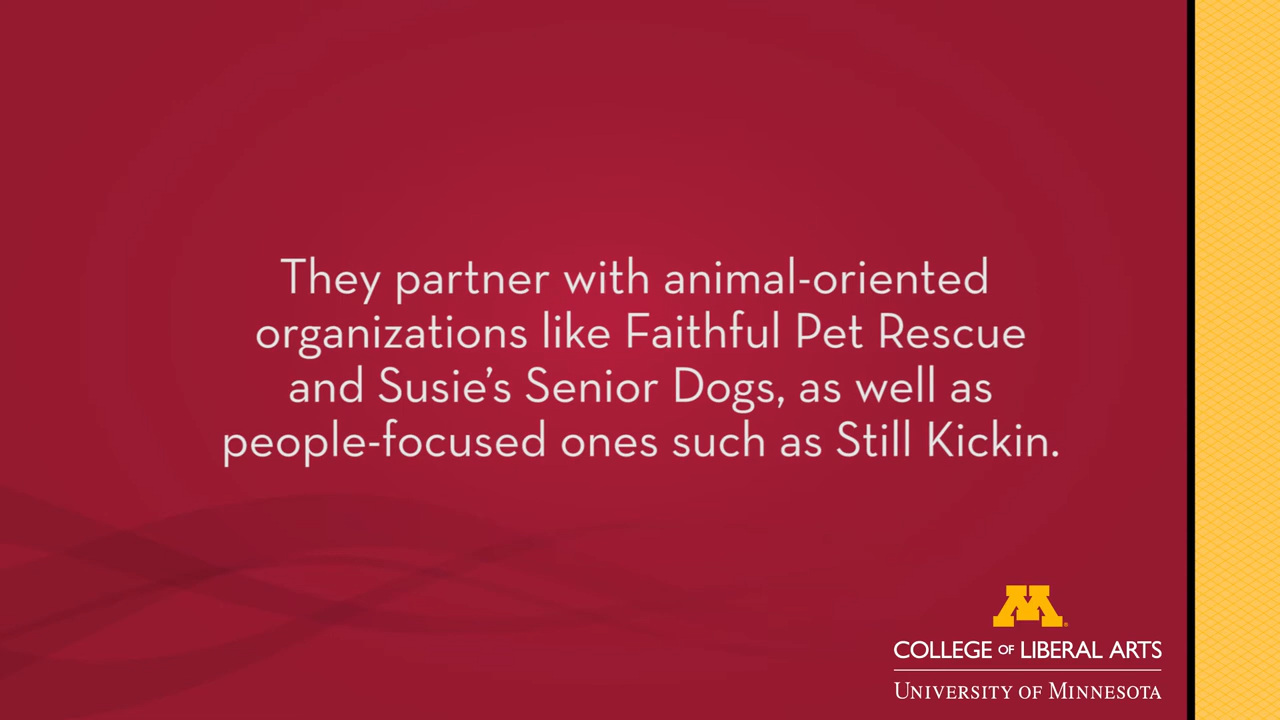 They partner with animal-oriented
organizations like Faithful Pet Rescue
and Susie’s Senior Dogs, as well as
people-focused ones such as Still Kickin.
M
COLLEGE OF LIBERAL ARTS
UNIVERSITY OF MINNESOTA